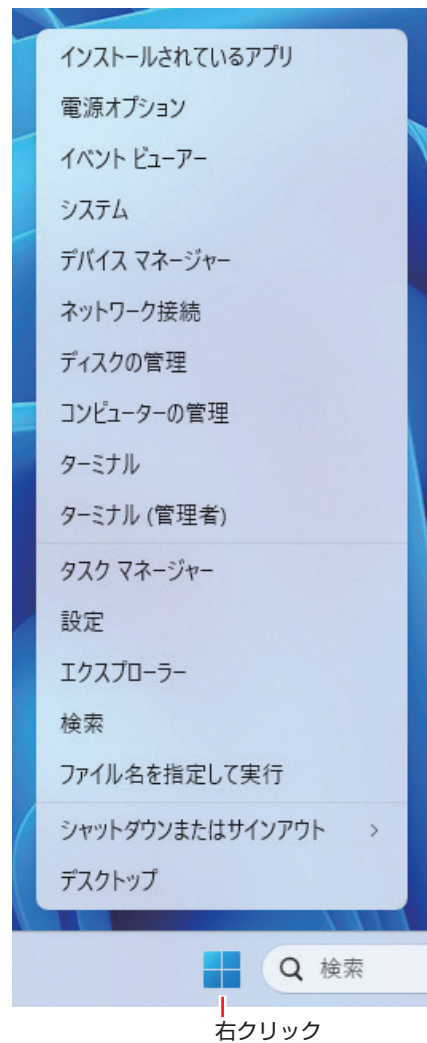 インストールされているアプリ
電源オプション
イベント ビューアー
システム
デバイス マネージャー
ネットワーク接続
ディスクの管理
コンピューターの管理
ターミナル
ターミナル (管理者)
タスク マネージャー
設定
エクスプローラー
検索
ファイル名を指定して実行
シャットダウンまたはサインアウト
デスクトップ
検索
右クリック